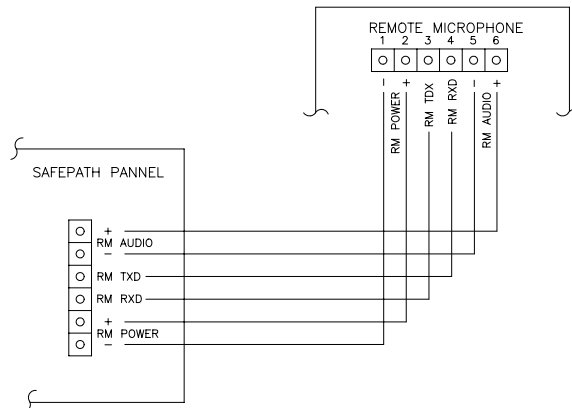 REMOTE MICROPHONE
1 2 3 4 5 6
- + - +
RM POWER
RM TDX
RM RXD
RM AUDIO
SAFEPATH PANNEL
+
RM AUDIO
-
RM TXD
RM RXD
+
RM POWER
-